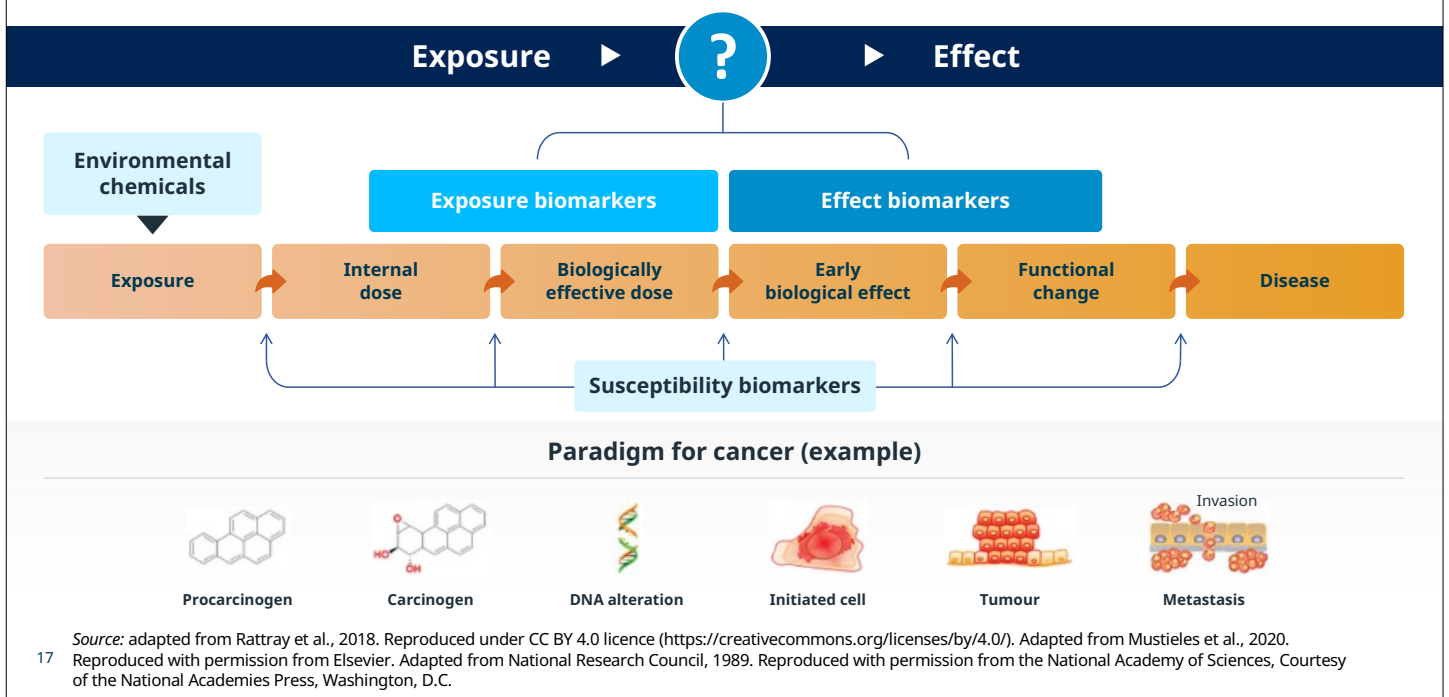 Exposure ▶ ? ▶ Effect
Environmental
chemicals
Exposure biomarkers
Effect biomarkers
Exposure
Internal
dose
Biologically
effective dose
Early
biological effect
Functional
change
Disease
Susceptibility biomarkers
Paradigm for cancer (example)
O
HO
OH
Invasion
Procarcinogen
Carcinogen
DNA alteration
Initiated cell
Tumour
Metastasis
Source: adapted from Rattray et al., 2018. Reproduced under CC BY 4.0 licence (https://creativecommons.org/licenses/by/4.0/). Adapted from Mustieles et al., 2020.
17 Reproduced with permission from Elsevier. Adapted from National Research Council, 1989. Reproduced with permission from the National Academy of Sciences, Courtesy
of the National Academies Press, Washington, D.C.